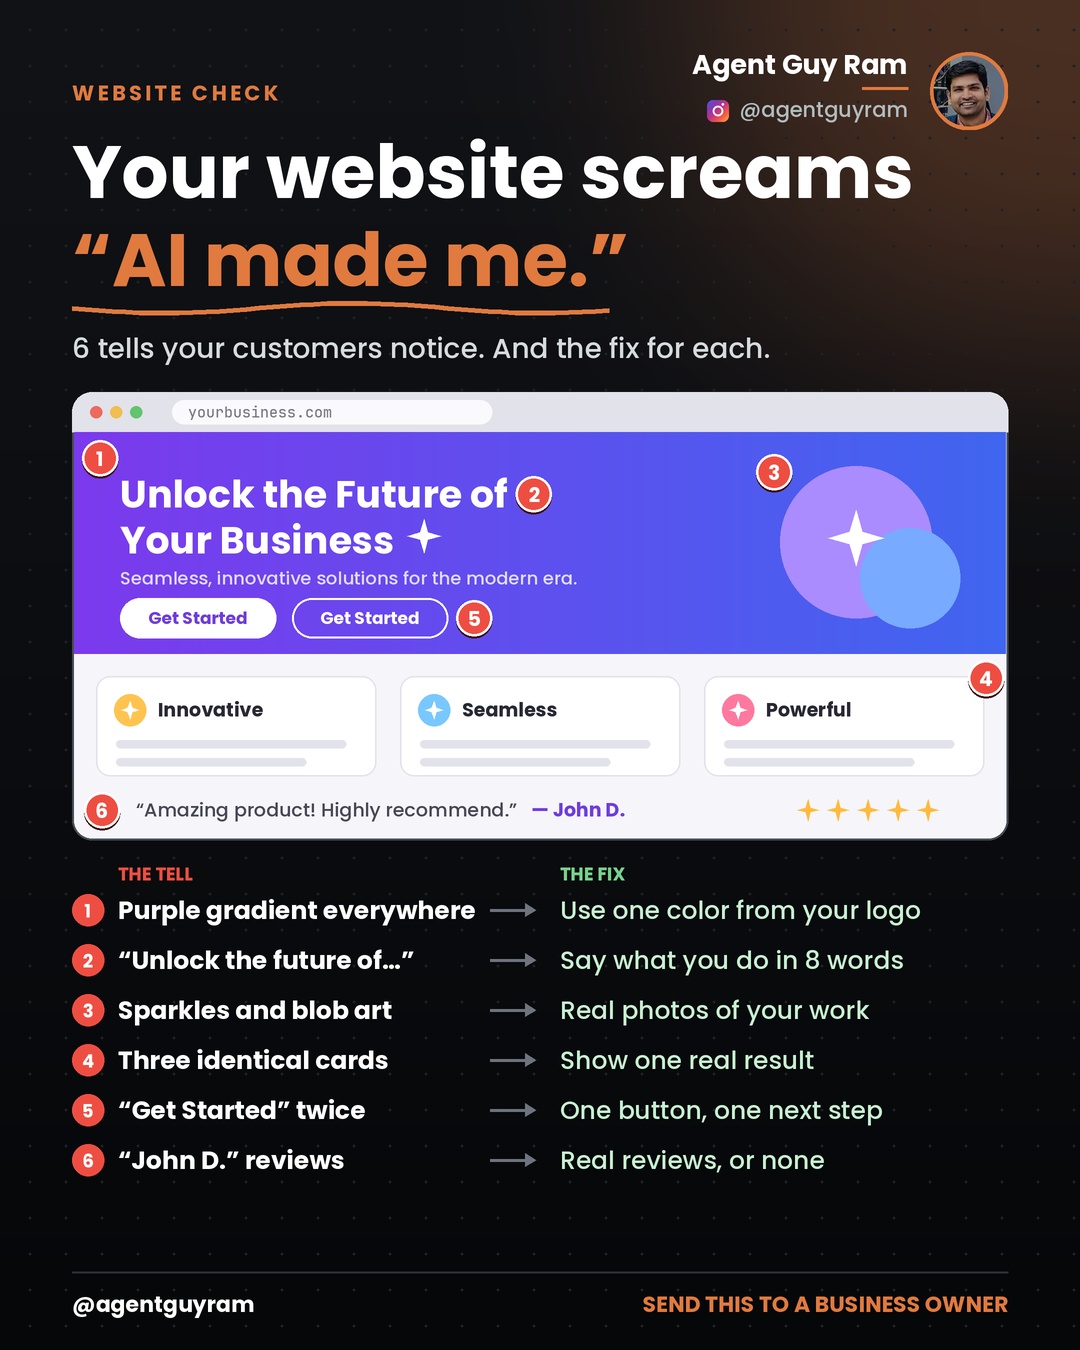 WEBSITE CHECK
Agent Guy Ram
@agentguyram
Your website screams
“AI made me.”
6 tells your customers notice. And the fix for each.
yourbusiness.com
1
Unlock the Future of
2
Your Business
Seamless, innovative solutions for the modern era.
Get Started
Get Started
5
3
4
Innovative
Seamless
Powerful
6
“Amazing product! Highly recommend.” — John D.
THE TELL
THE FIX
1 Purple gradient everywhere → Use one color from your logo
2 “Unlock the future of…” → Say what you do in 8 words
3 Sparkles and blob art → Real photos of your work
4 Three identical cards → Show one real result
5 “Get Started” twice → One button, one next step
6 “John D.” reviews → Real reviews, or none
@agentguyram
SEND THIS TO A BUSINESS OWNER